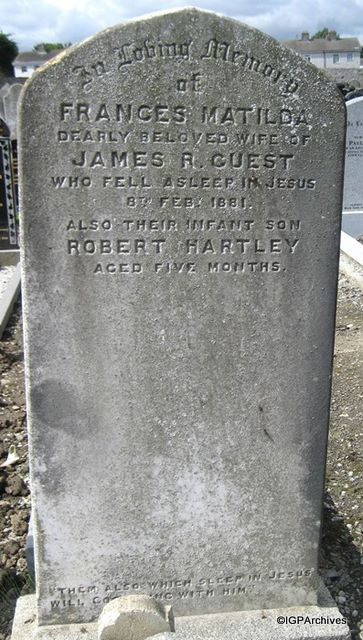 In Loving Memory
of
FRANCES MATILDA
DEARLY BELOVED WIFE OF
JAMES R. GUEST
WHO FELL ASLEEP IN JESUS
8TH FEB. 1881.
ALSO THEIR INFANT SON
ROBERT HARTLEY
AGED FIVE MONTHS.
"THEM ALSO WHICH SLEEP IN JESUS
WILL GOD BRING WITH HIM."
©IGPArchives